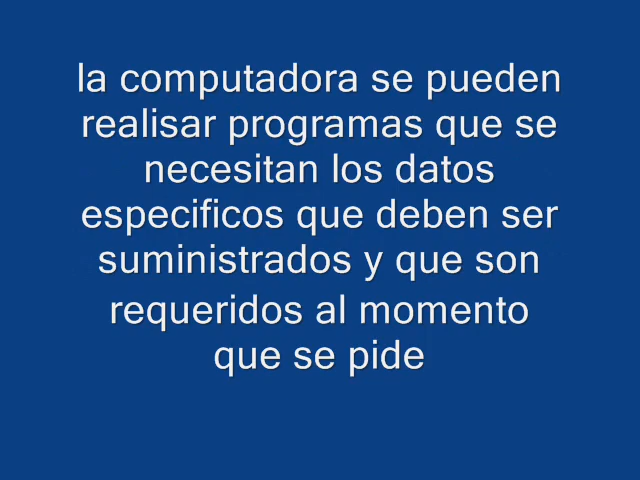 la computadora se pueden
realisar programas que se
necesitan los datos
especificos que deben ser
suministrados y que son
requeridos al momento
que se pide